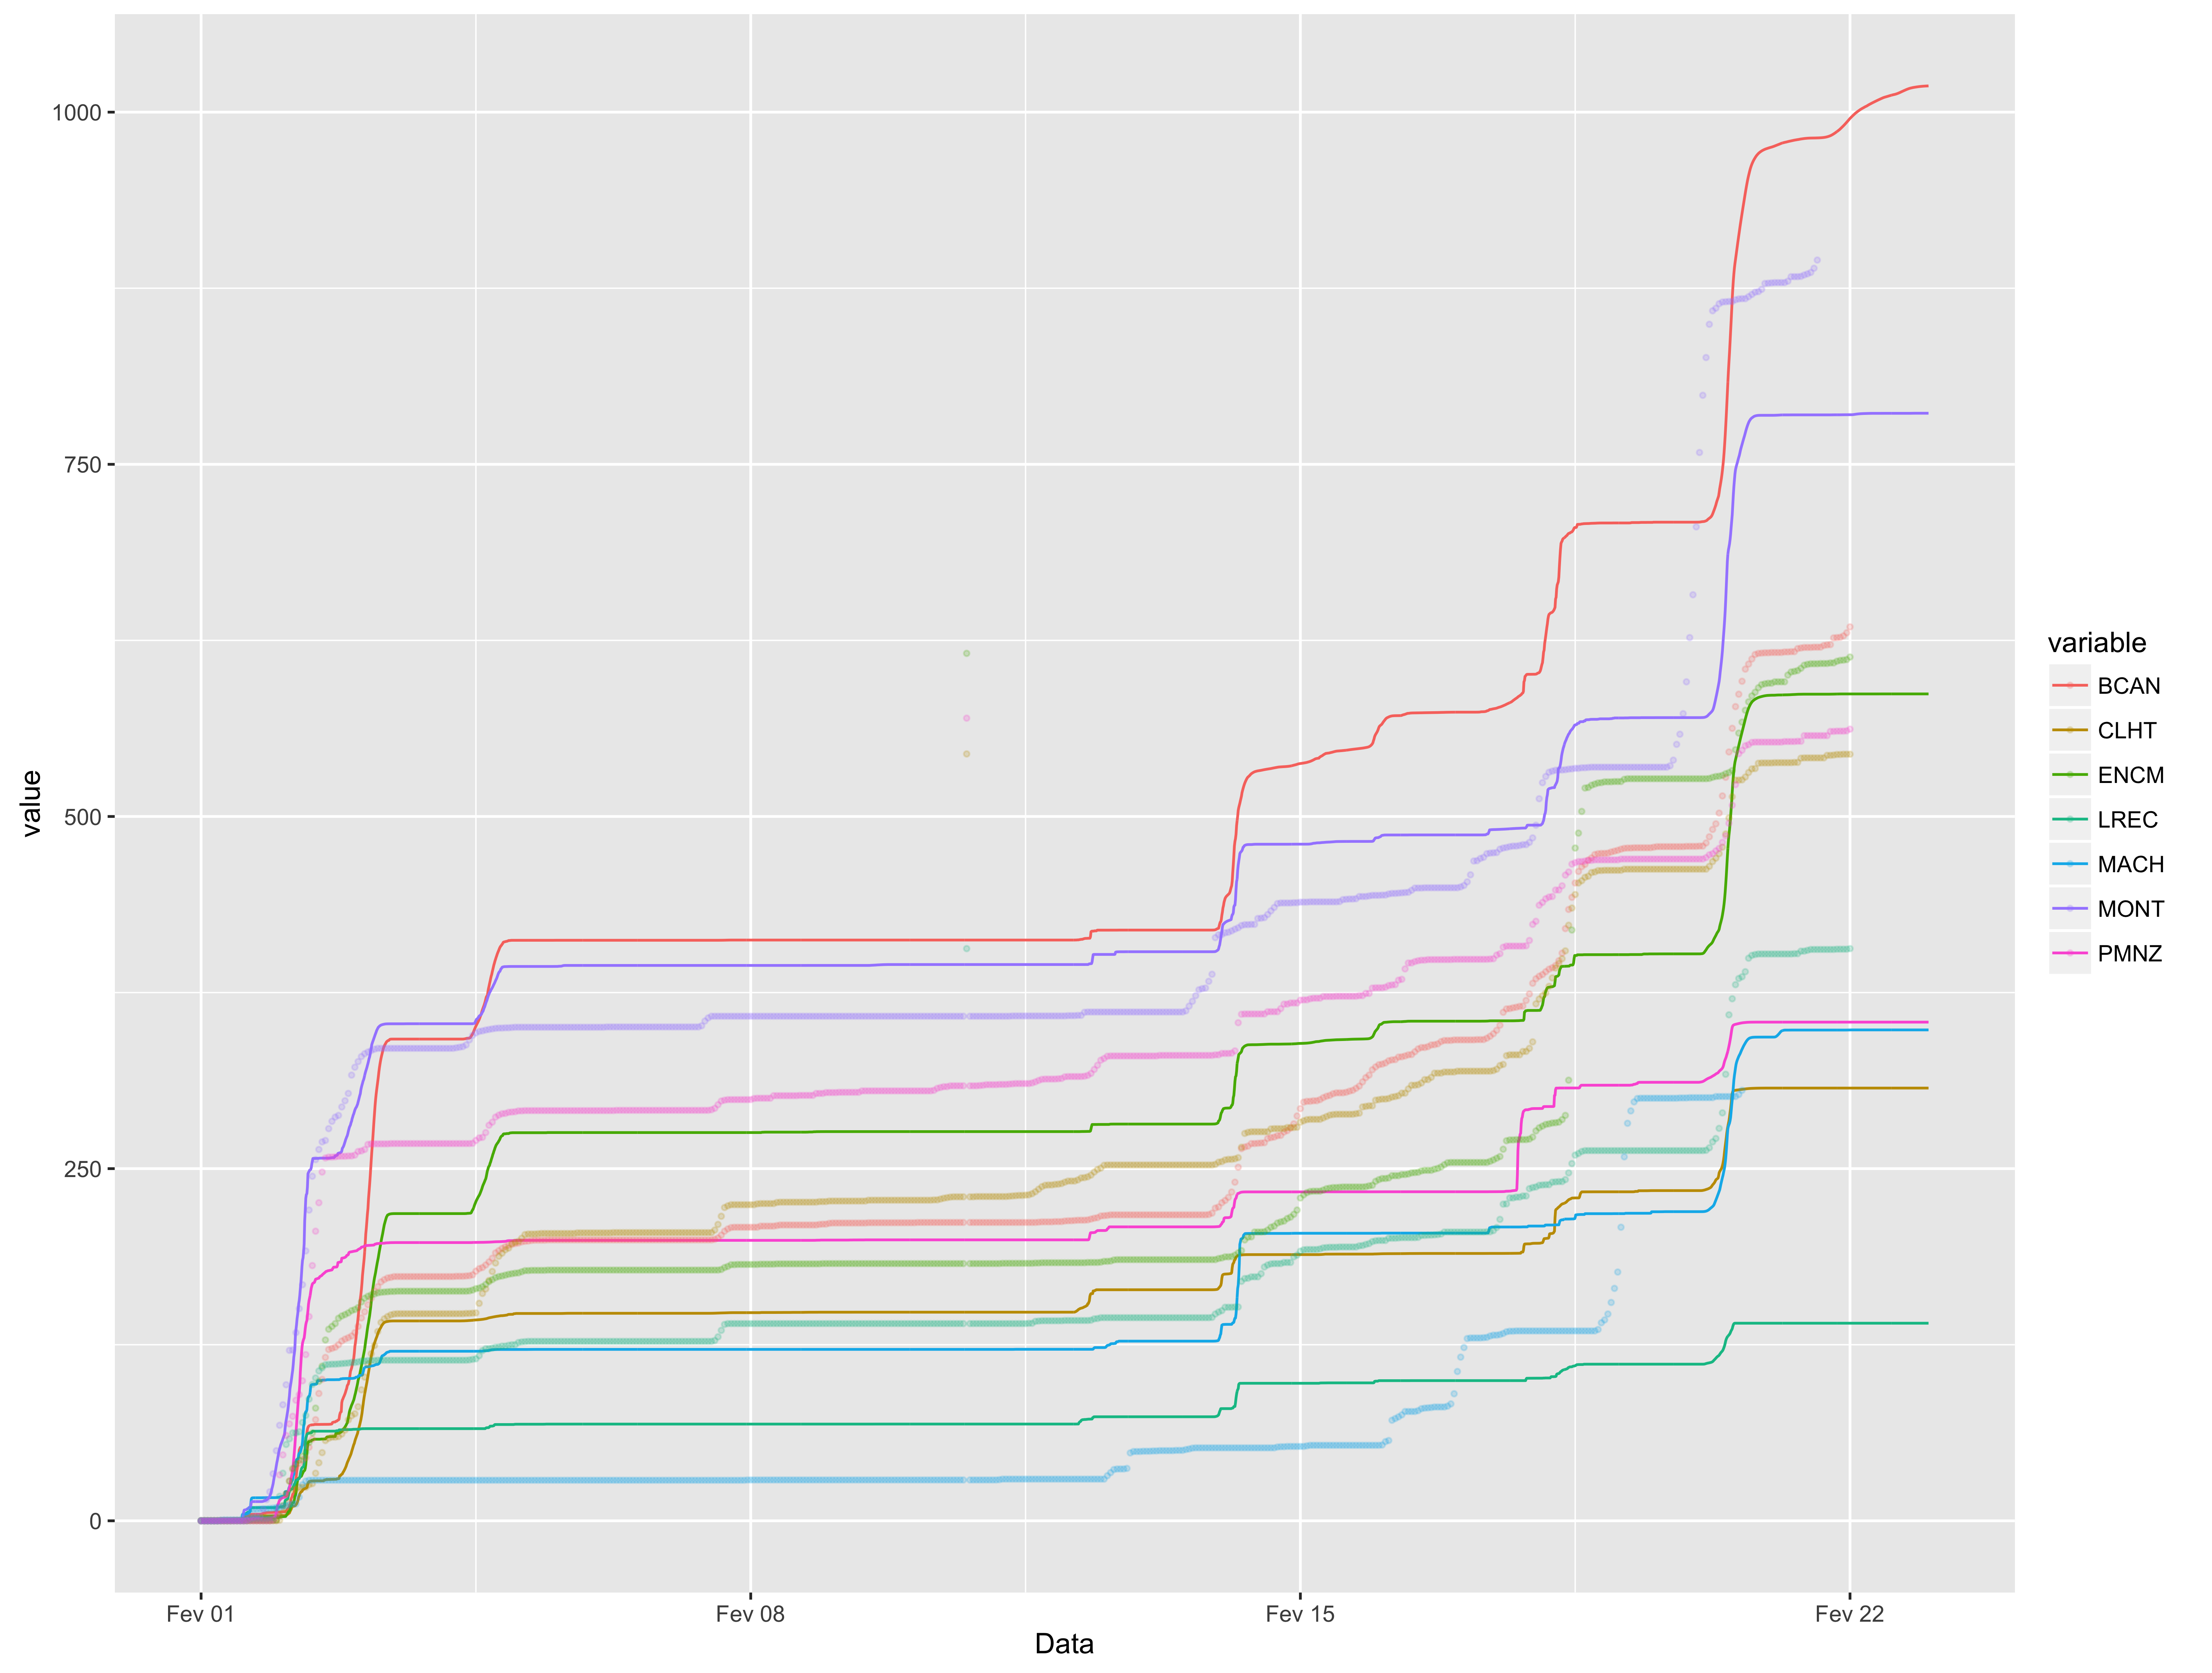 1000
750
500
250
0
value
Fev 01
Fev 08
Fev 15
Fev 22
Data
variable
BCAN
CLHT
ENCM
LREC
MACH
MONT
PMNZ